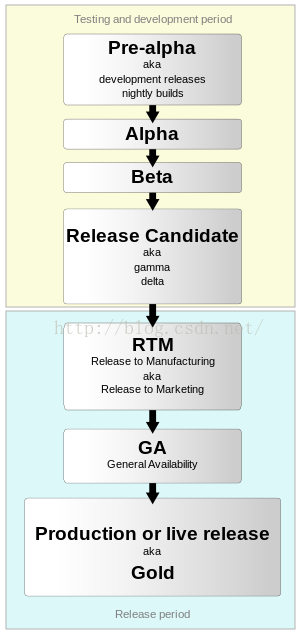 Testing and development period
Pre-alpha
aka
development releases
nightly builds
Alpha
Beta
Release Candidate
aka
gamma
delta
http://blog.csdn.net/
RTM
Release to Manufacturing
aka
Release to Marketing
GA
General Availability
Production or live release
aka
Gold
Release period